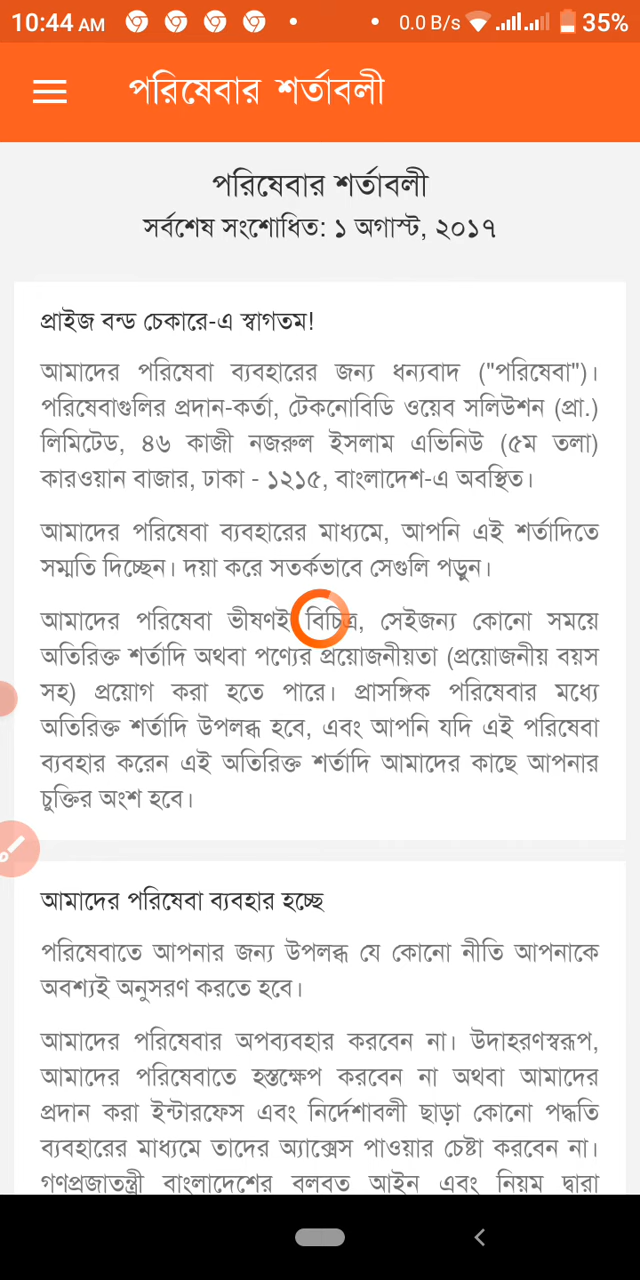 10:44 AM
0.0 B/s
35%
পরিষেবার শর্তাবলী
পরিষেবার শর্তাবলী
সর্বশেষ সংশোধিত: ১ অগাস্ট, ২০১৭
প্রাইজ বন্ড চেকারে-এ স্বাগতম!
আমাদের পরিষেবা ব্যবহারের জন্য ধন্যবাদ ("পরিষেবা")।
পরিষেবাগুলির প্রদান-কর্তা, টেকনোবিডি ওয়েব সলিউশন (প্রা.)
লিমিটেড, ৪৬ কাজী নজরুল ইসলাম এভিনিউ (৫ম তলা)
কারওয়ান বাজার, ঢাকা - ১২১৫, বাংলাদেশ-এ অবস্থিত।
আমাদের পরিষেবা ব্যবহারের মাধ্যমে, আপনি এই শর্তাদিতে
সম্মতি দিচ্ছেন। দয়া করে সতর্কভাবে সেগুলি পড়ুন।
আমাদের পরিষেবা ভীষণই বিচিত্র, সেইজন্য কোনো সময়ে
অতিরিক্ত শর্তাদি অথবা পণ্যের প্রয়োজনীয়তা (প্রয়োজনীয় বয়স
সহ) প্রয়োগ করা হতে পারে। প্রাসঙ্গিক পরিষেবার মধ্যে
অতিরিক্ত শর্তাদি উপলব্ধ হবে, এবং আপনি যদি এই পরিষেবা
ব্যবহার করেন এই অতিরিক্ত শর্তাদি আমাদের কাছে আপনার
চুক্তির অংশ হবে।
আমাদের পরিষেবা ব্যবহার হচ্ছে
পরিষেবাতে আপনার জন্য উপলব্ধ যে কোনো নীতি আপনাকে
অবশ্যই অনুসরণ করতে হবে।
আমাদের পরিষেবার অপব্যবহার করবেন না। উদাহরণস্বরূপ,
আমাদের পরিষেবাতে হস্তক্ষেপ করবেন না অথবা আমাদের
প্রদান করা ইন্টারফেস এবং নির্দেশাবলী ছাড়া কোনো পদ্ধতি
ব্যবহারের মাধ্যমে তাদের অ্যাক্সেস পাওয়ার চেষ্টা করবেন না।
গণপ্রজাতন্ত্রী বাংলাদেশের বলবত আইন এবং নিয়ম দ্বারা